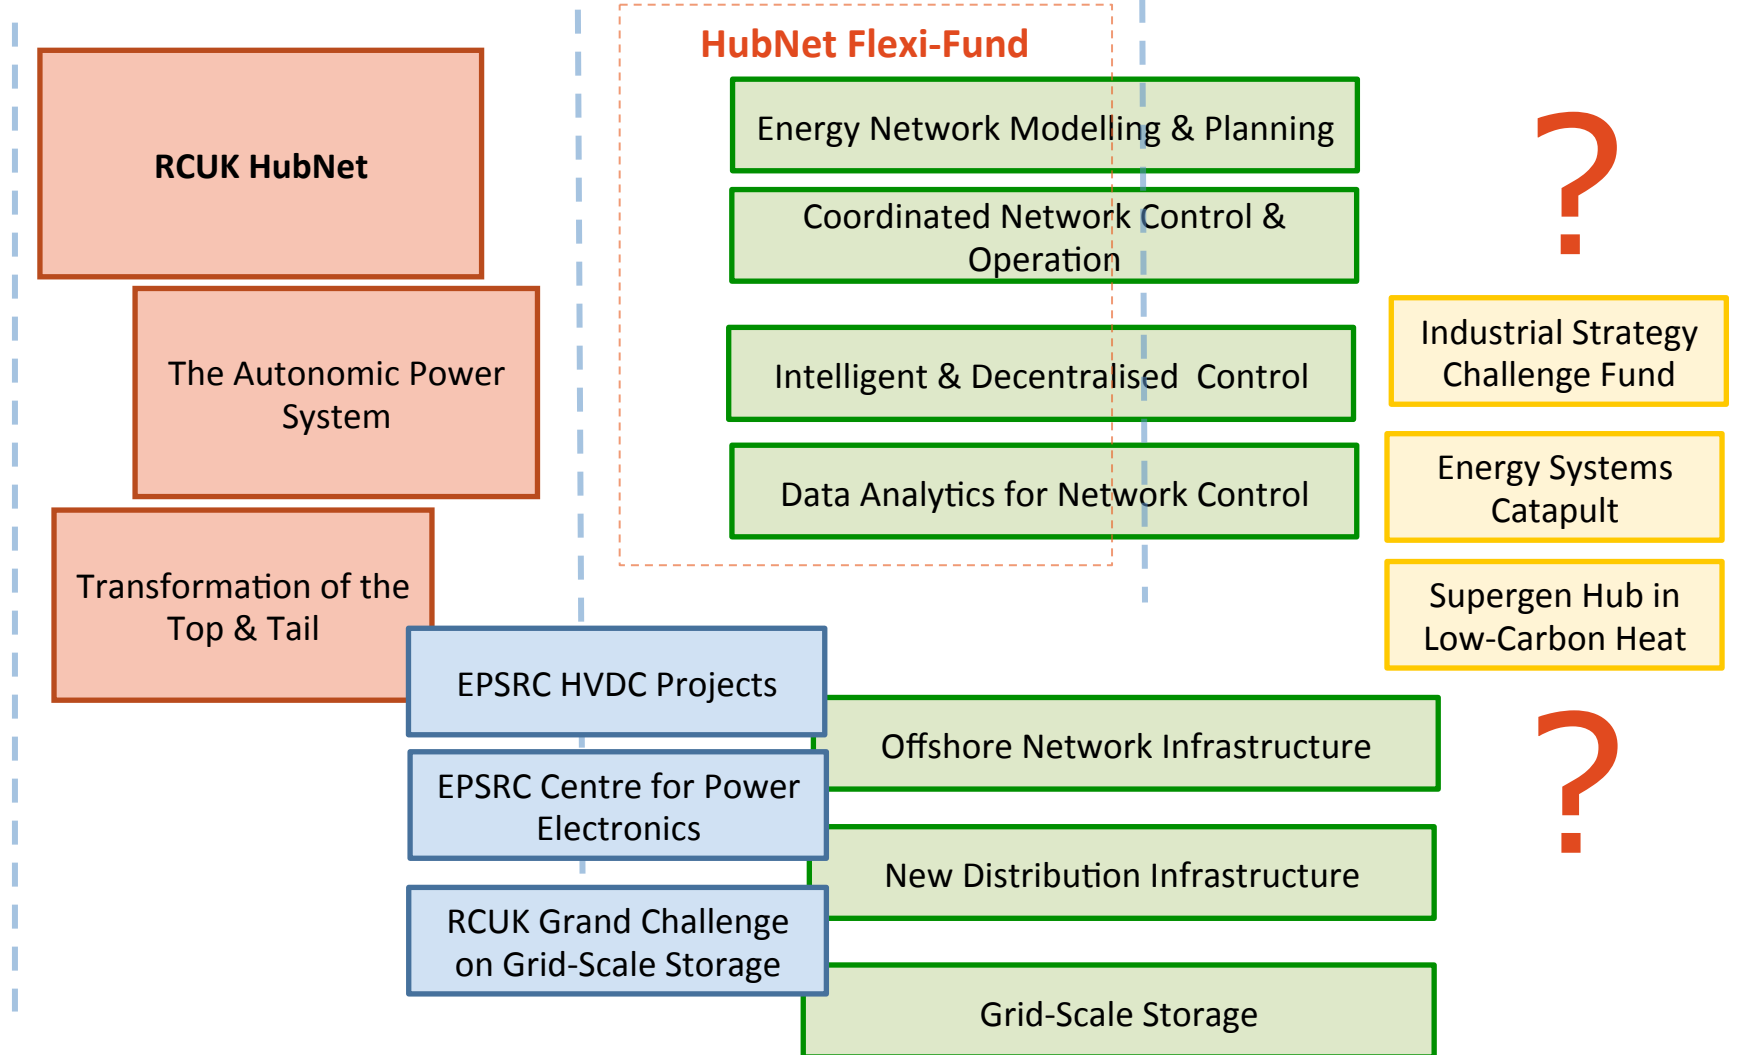 HubNet Flexi-Fund
RCUK HubNet
The Autonomic Power
System
Transformation of the
Top & Tail
EPSRC HVDC Projects
EPSRC Centre for Power
Electronics
RCUK Grand Challenge
on Grid-Scale Storage
Energy Network Modelling & Planning
Coordinated Network Control &
Operation
Intelligent & Decentralised Control
Data Analytics for Network Control
Offshore Network Infrastructure
New Distribution Infrastructure
Grid-Scale Storage
?
Industrial Strategy
Challenge Fund
Energy Systems
Catapult
Supergen Hub in
Low-Carbon Heat
?